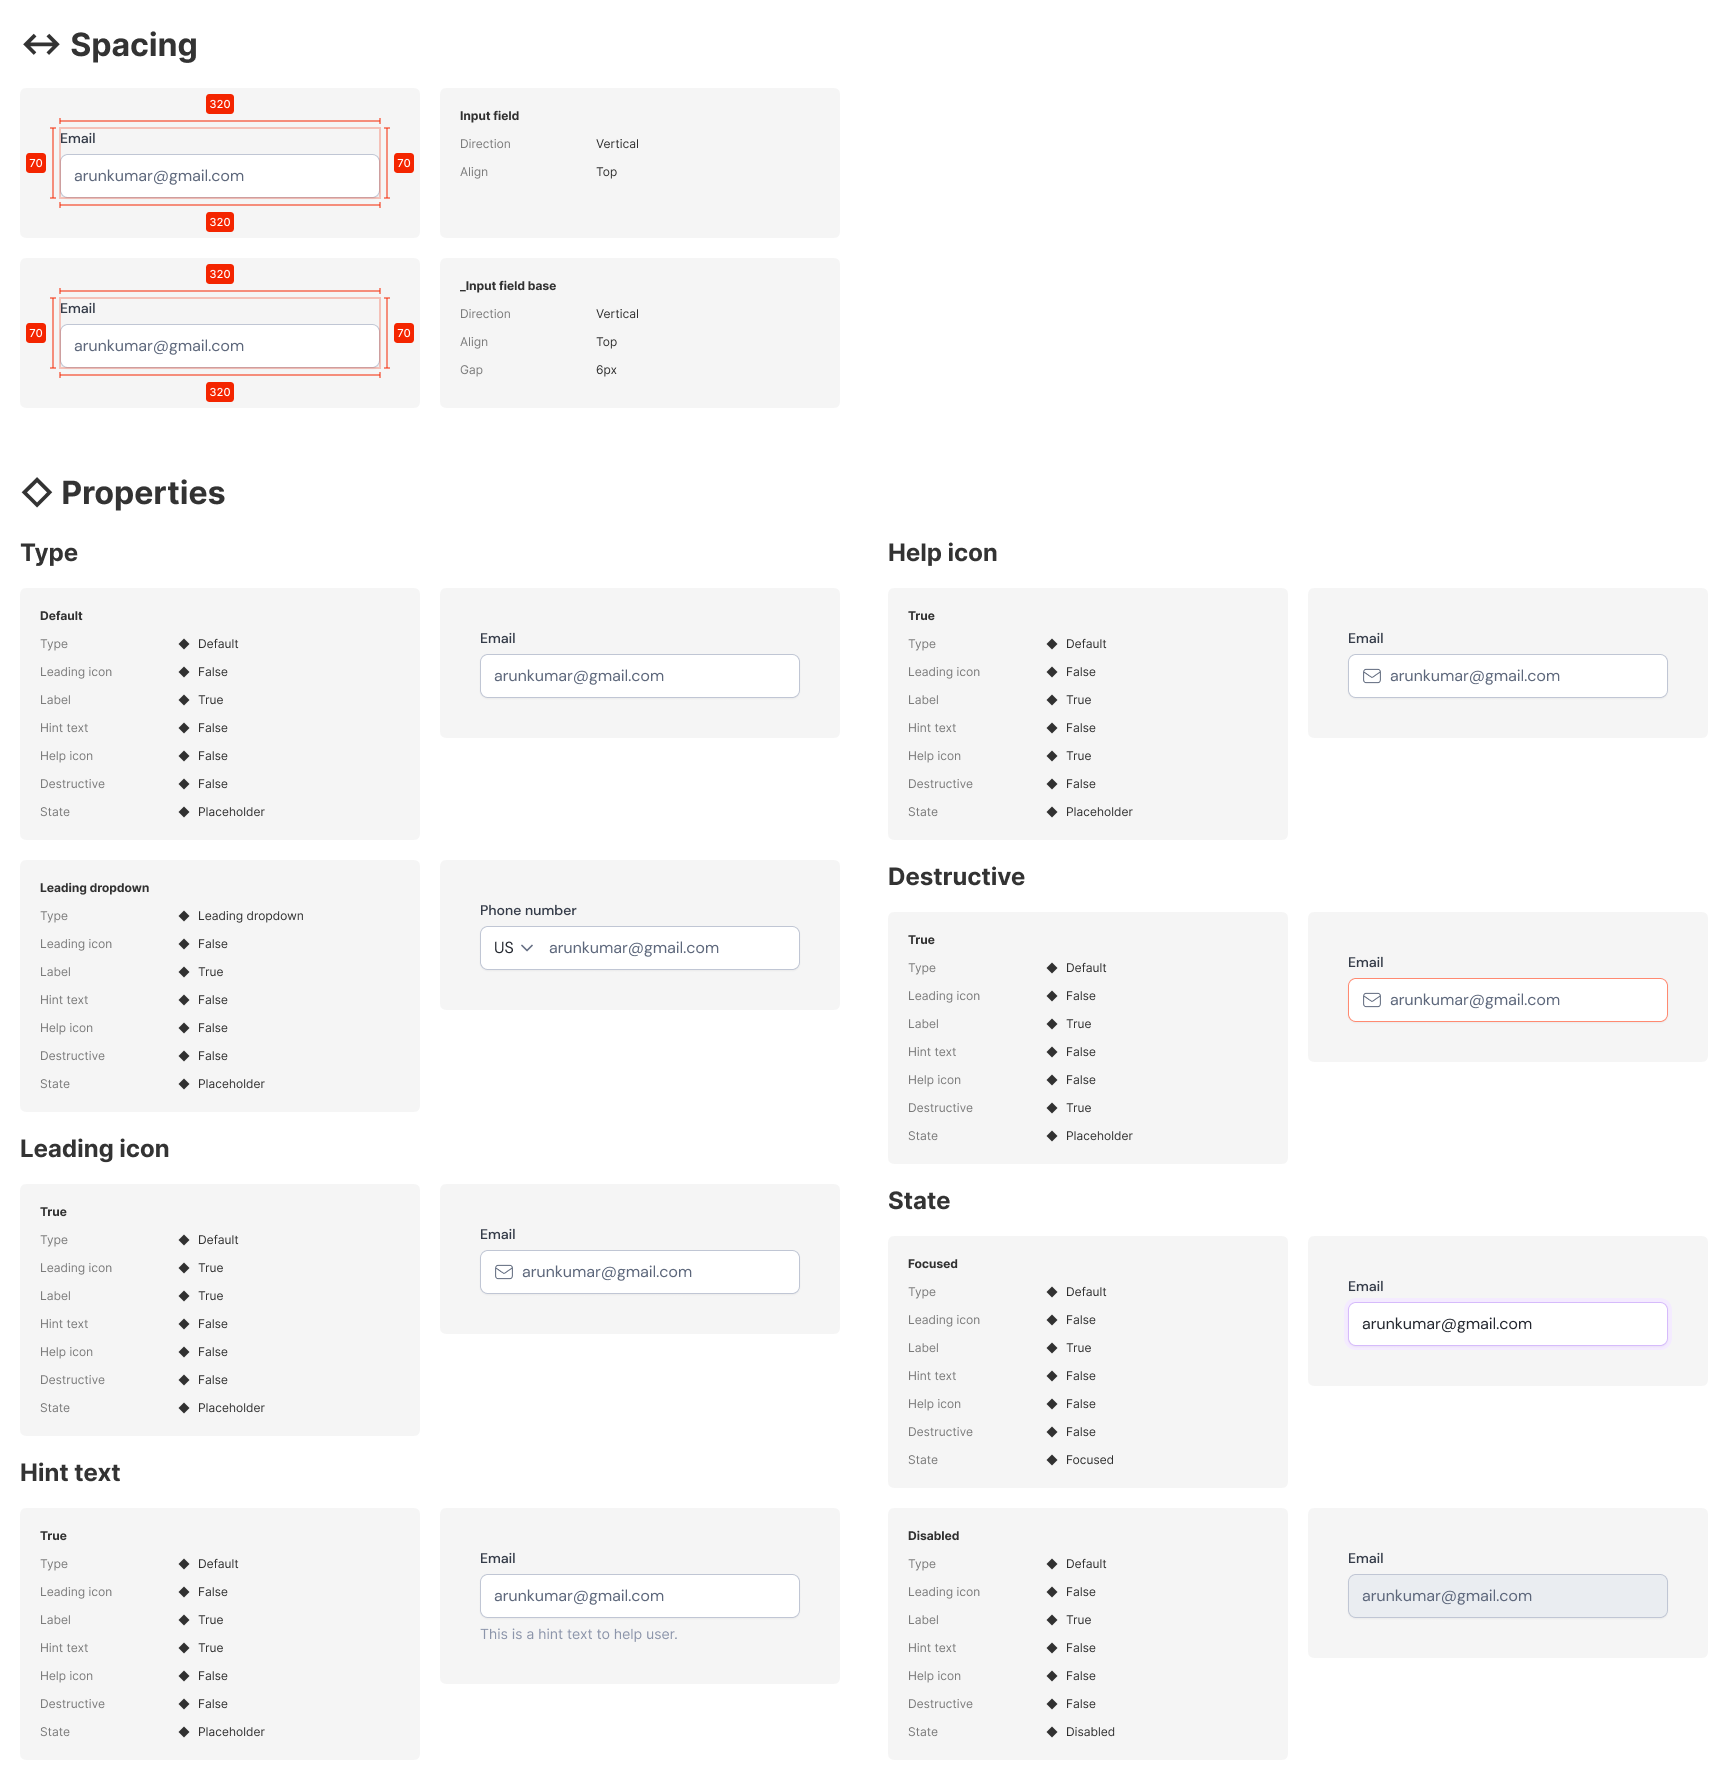 Spacing
320
Email
70
70
arunkumar@gmail.com
320
Input field
Direction Vertical
Align Top
320
Email
70
70
arunkumar@gmail.com
320
_Input field base
Direction Vertical
Align Top
Gap 6px
Properties
Type
Default
Type Default
Leading icon False
Label True
Hint text False
Help icon False
Destructive False
State Placeholder
Email
arunkumar@gmail.com
Leading dropdown
Type Leading dropdown
Leading icon False
Label True
Hint text False
Help icon False
Destructive False
State Placeholder
Phone number
US arunkumar@gmail.com
Leading icon
True
Type Default
Leading icon True
Label True
Hint text False
Help icon False
Destructive False
State Placeholder
Email
arunkumar@gmail.com
Hint text
True
Type Default
Leading icon False
Label True
Hint text True
Help icon False
Destructive False
State Placeholder
Email
arunkumar@gmail.com
This is a hint text to help user.
Help icon
True
Type Default
Leading icon False
Label True
Hint text False
Help icon True
Destructive False
State Placeholder
Email
arunkumar@gmail.com
Destructive
True
Type Default
Leading icon False
Label True
Hint text False
Help icon False
Destructive True
State Placeholder
Email
arunkumar@gmail.com
State
Focused
Type Default
Leading icon False
Label True
Hint text False
Help icon False
Destructive False
State Focused
Email
arunkumar@gmail.com
Disabled
Type Default
Leading icon False
Label True
Hint text False
Help icon False
Destructive False
State Disabled
Email
arunkumar@gmail.com